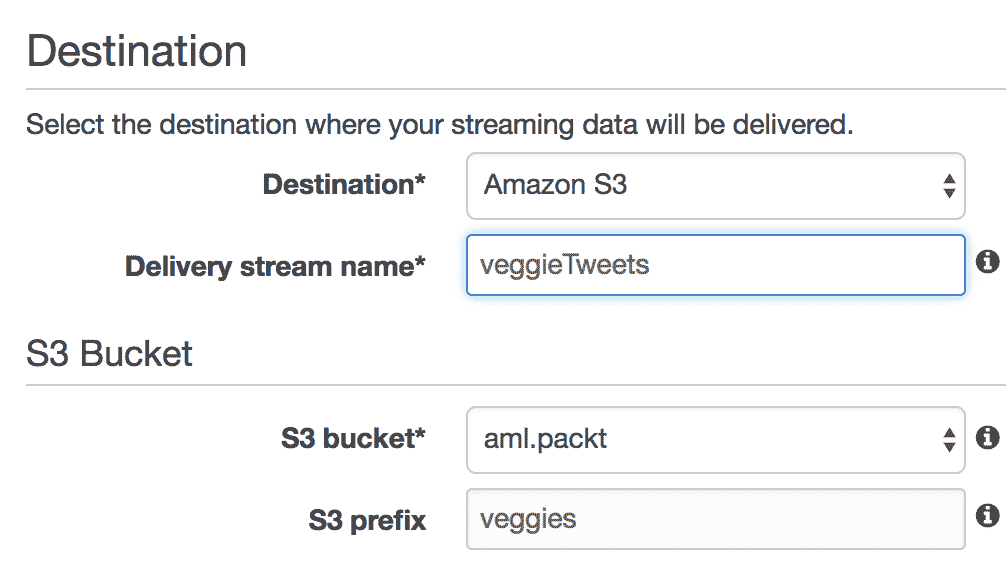 Destination
Select the destination where your streaming data will be delivered.
Destination* Amazon S3
Delivery stream name* veggieTweets
S3 Bucket
S3 bucket* aml.packt
S3 prefix veggies